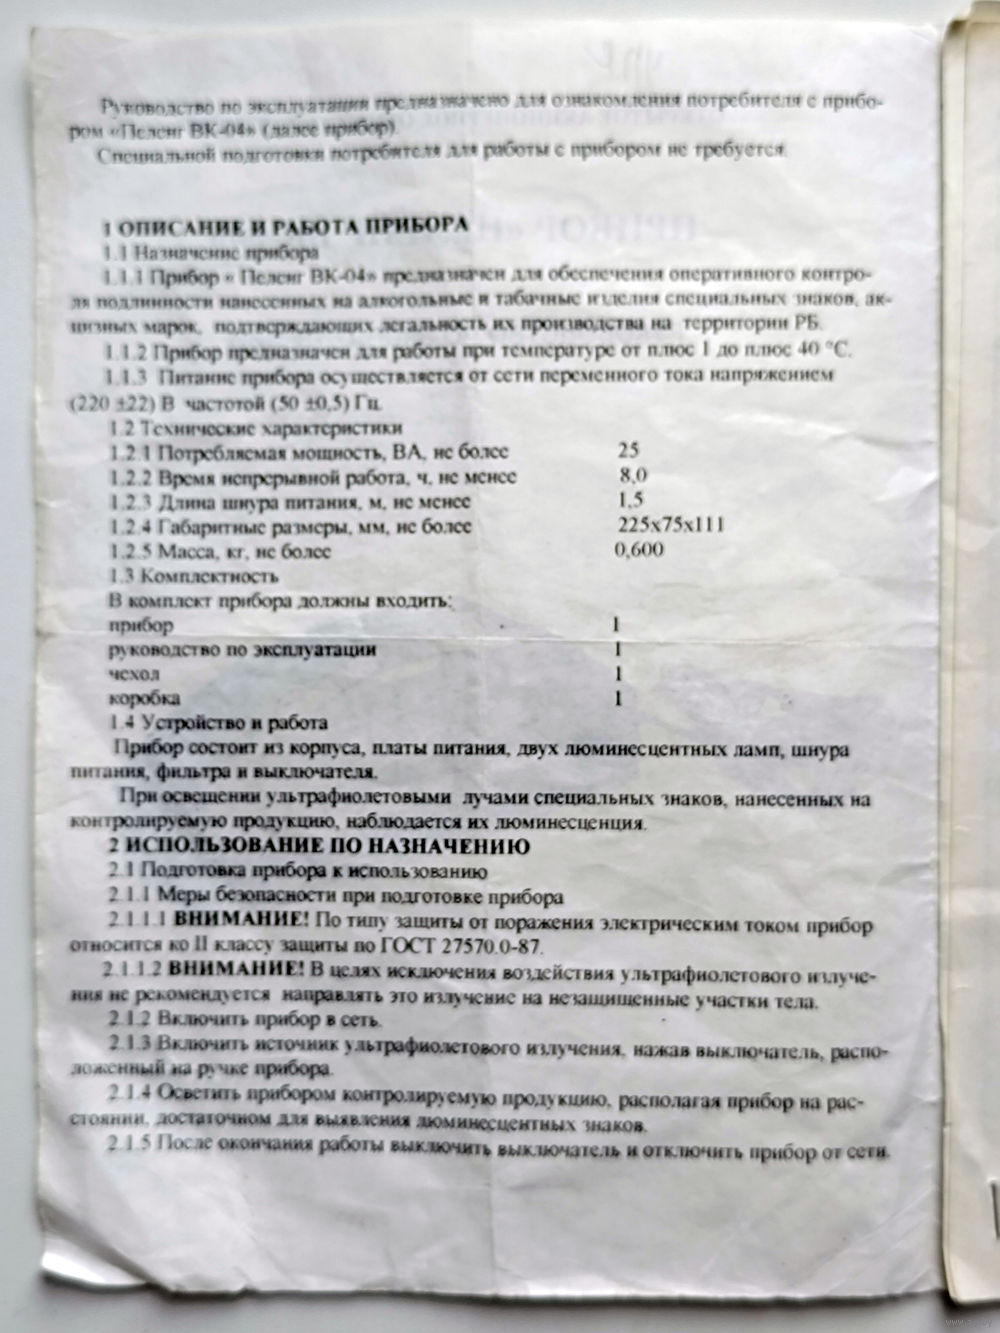 Руководство по эксплуатации предназначено для ознакомления потребителя с прибо-
ром «Пеленг ВК-04» (далее прибор).
Специальной подготовки потребителя для работы с прибором не требуется.
1 ОПИСАНИЕ И РАБОТА ПРИБОРА
1.1 Назначение прибора
1.1.1 Прибор « Пеленг ВК-04» предназначен для обеспечения оперативного контро-
ля подлинности нанесенных на алкогольные и табачные изделия специальных знаков, ак-
цизных марок, подтверждающих легальность их производства на территории РБ.
1.1.2 Прибор предназначен для работы при температуре от плюс 1 до плюс 40 °С.
1.1.3 Питание прибора осуществляется от сети переменного тока напряжением
(220 ±22) В частотой (50 ±0,5) Гц.
1.2 Технические характеристики
1.2.1 Потребляемая мощность, ВА, не более 25
1.2.2 Время непрерывной работа, ч, не менее 8,0
1.2.3 Длина шнура питания, м, не менее 1,5
1.2.4 Габаритные размеры, мм, не более 225х75х111
1.2.5 Масса, кг, не более 0,600
1.3 Комплектность
В комплект прибора должны входить:
прибор 1
руководство по эксплуатации 1
чехол 1
коробка 1
1.4 Устройство и работа
Прибор состоит из корпуса, платы питания, двух люминесцентных ламп, шнура
питания, фильтра и выключателя.
При освещении ультрафиолетовыми лучами специальных знаков, нанесенных на
контролируемую продукцию, наблюдается их люминесценция.
2 ИСПОЛЬЗОВАНИЕ ПО НАЗНАЧЕНИЮ
2.1 Подготовка прибора к использованию
2.1.1 Меры безопасности при подготовке прибора
2.1.1.1 ВНИМАНИЕ! По типу защиты от поражения электрическим током прибор
относится ко II классу защиты по ГОСТ 27570.0-87.
2.1.1.2 ВНИМАНИЕ! В целях исключения воздействия ультрафиолетового излуче-
ния не рекомендуется направлять это излучение на незащищенные участки тела.
2.1.2 Включить прибор в сеть.
2.1.3 Включить источник ультрафиолетового излучения, нажав выключатель, распо-
ложенный на ручке прибора.
2.1.4 Осветить прибором контролируемую продукцию, располагая прибор на рас-
стоянии, достаточном для выявления люминесцентных знаков.
2.1.5 После окончания работы выключить выключатель и отключить прибор от сети.